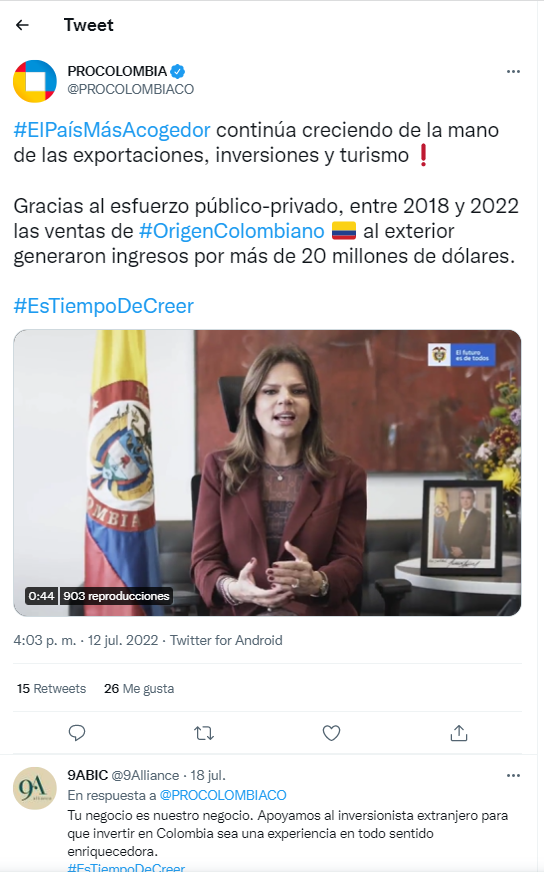 Tweet
PROCOLOMBIA
@PROCOLOMBIACO
#ElPaísMásAcogedor continúa creciendo de la mano
de las exportaciones, inversiones y turismo❗
Gracias al esfuerzo público-privado, entre 2018 y 2022
las ventas de #OrigenColombiano 🇨🇴 al exterior
generaron ingresos por más de 20 millones de dólares.
#EsTiempoDeCreer
El futuro
es de todos
OMBIA
0:44 903 reproducciones
4:03 p. m. · 12 jul. 2022 · Twitter for Android
15 Retweets 26 Me gusta
9A
alliance
9ABIC @9Alliance · 18 jul.
En respuesta a @PROCOLOMBIACO
Tu negocio es nuestro negocio. Apoyamos al inversionista extranjero para
que invertir en Colombia sea una experiencia en todo sentido
enriquecedora.
#EsTiempoDeCreer